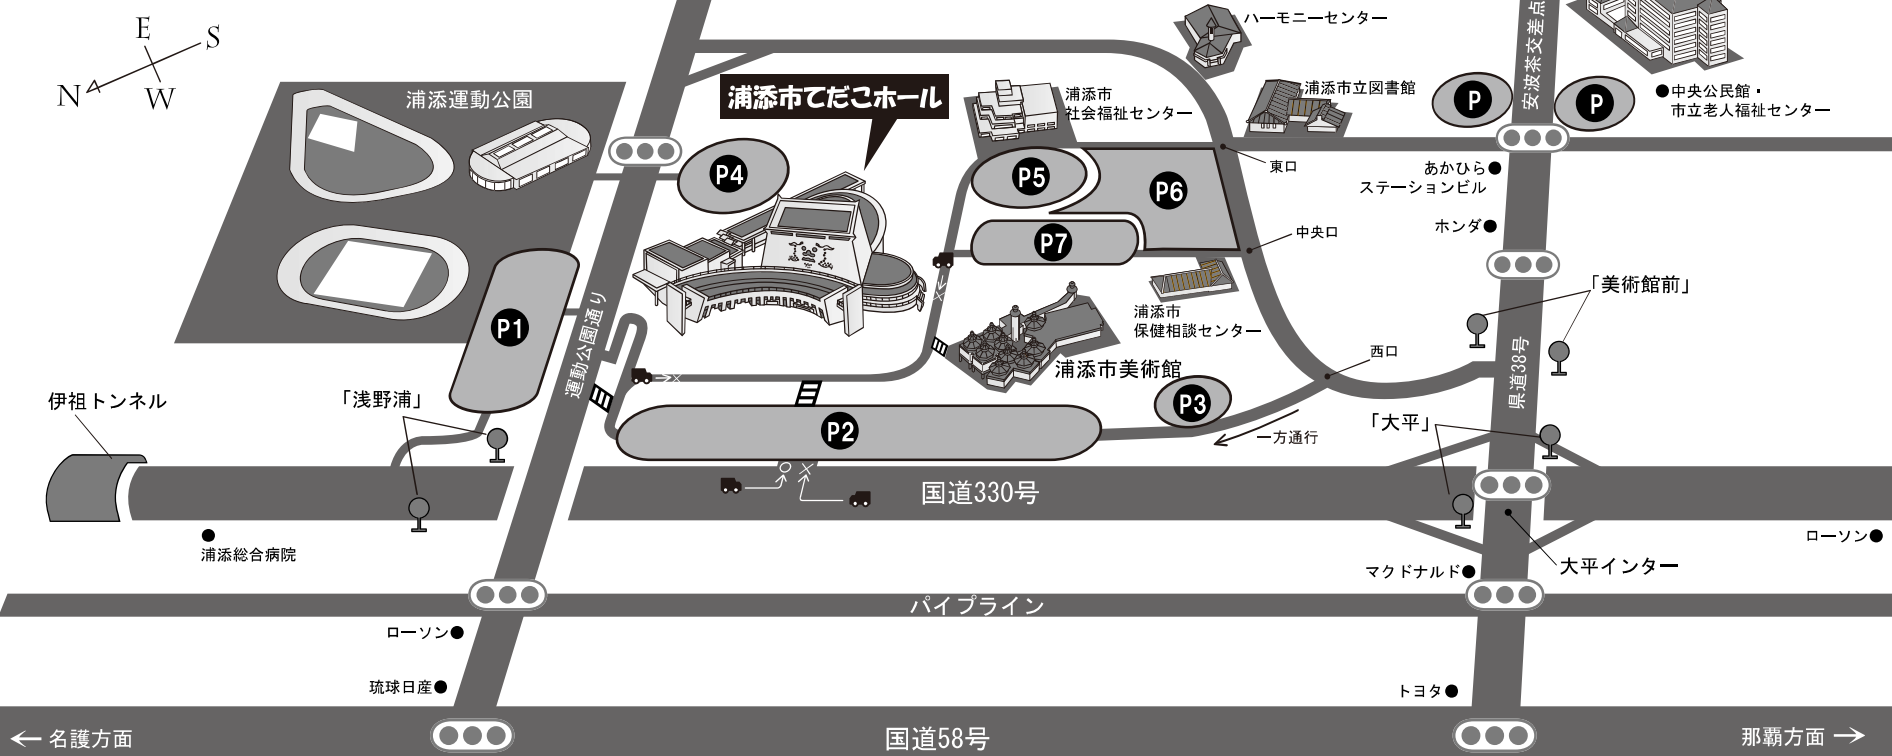 E
S
N
W
浦添運動公園
浦添市てだこホール
P4
P1
運動公園通り
「浅野浦」
伊祖トンネル
浦添市
社会福祉センター
ハーモニーセンター
浦添市立図書館
P
P
安波茶交差点
中央公民館・
市立老人福祉センター
P5
P6
P7
東口
中央口
西口
あかひら
ステーションビル
ホンダ
「美術館前」
県道38号
浦添市
保健相談センター
浦添市美術館
P3
P2
一方通行
「大平」
国道330号
浦添総合病院
ローソン
大平インター
マクドナルド
パイプライン
ローソン
琉球日産
トヨタ
名護方面
国道58号
那覇方面